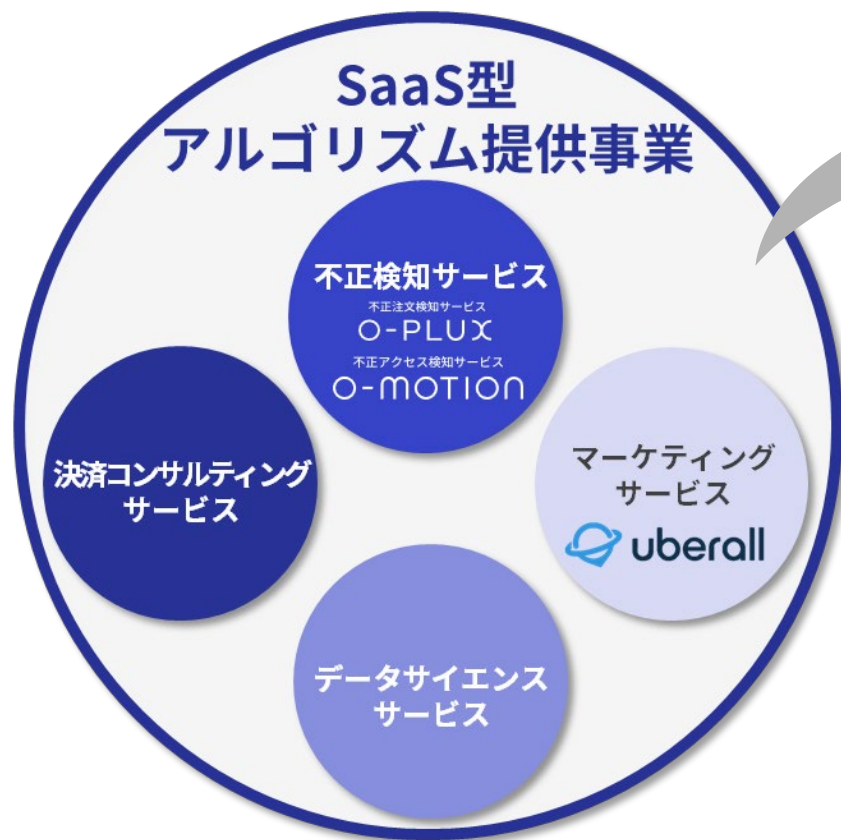 SaaS型
アルゴリズム提供事業
不正検知サービス
不正注文検知サービス
O-PLUX
不正アクセス検知サービス
O-MOTION
決済コンサルティング
サービス
マーケティング
サービス
uberall
データサイエンス
サービス